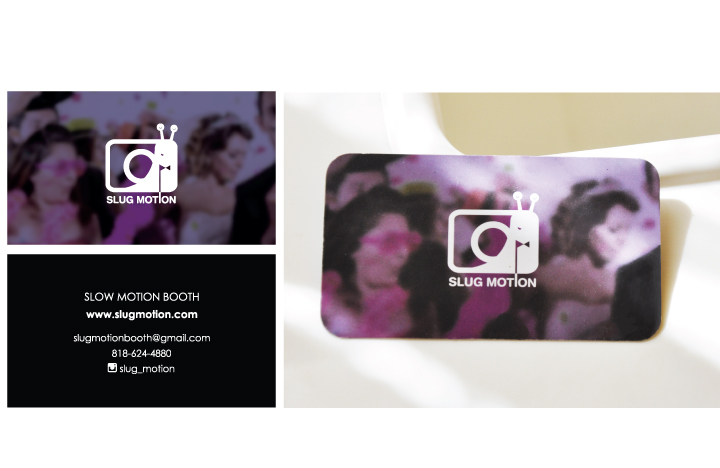 SLUG MOTION
SLOW MOTION BOOTH
www.slugmotion.com
slugmotionbooth@gmail.com
818-624-4880
slug_motion
SLUG MOTION